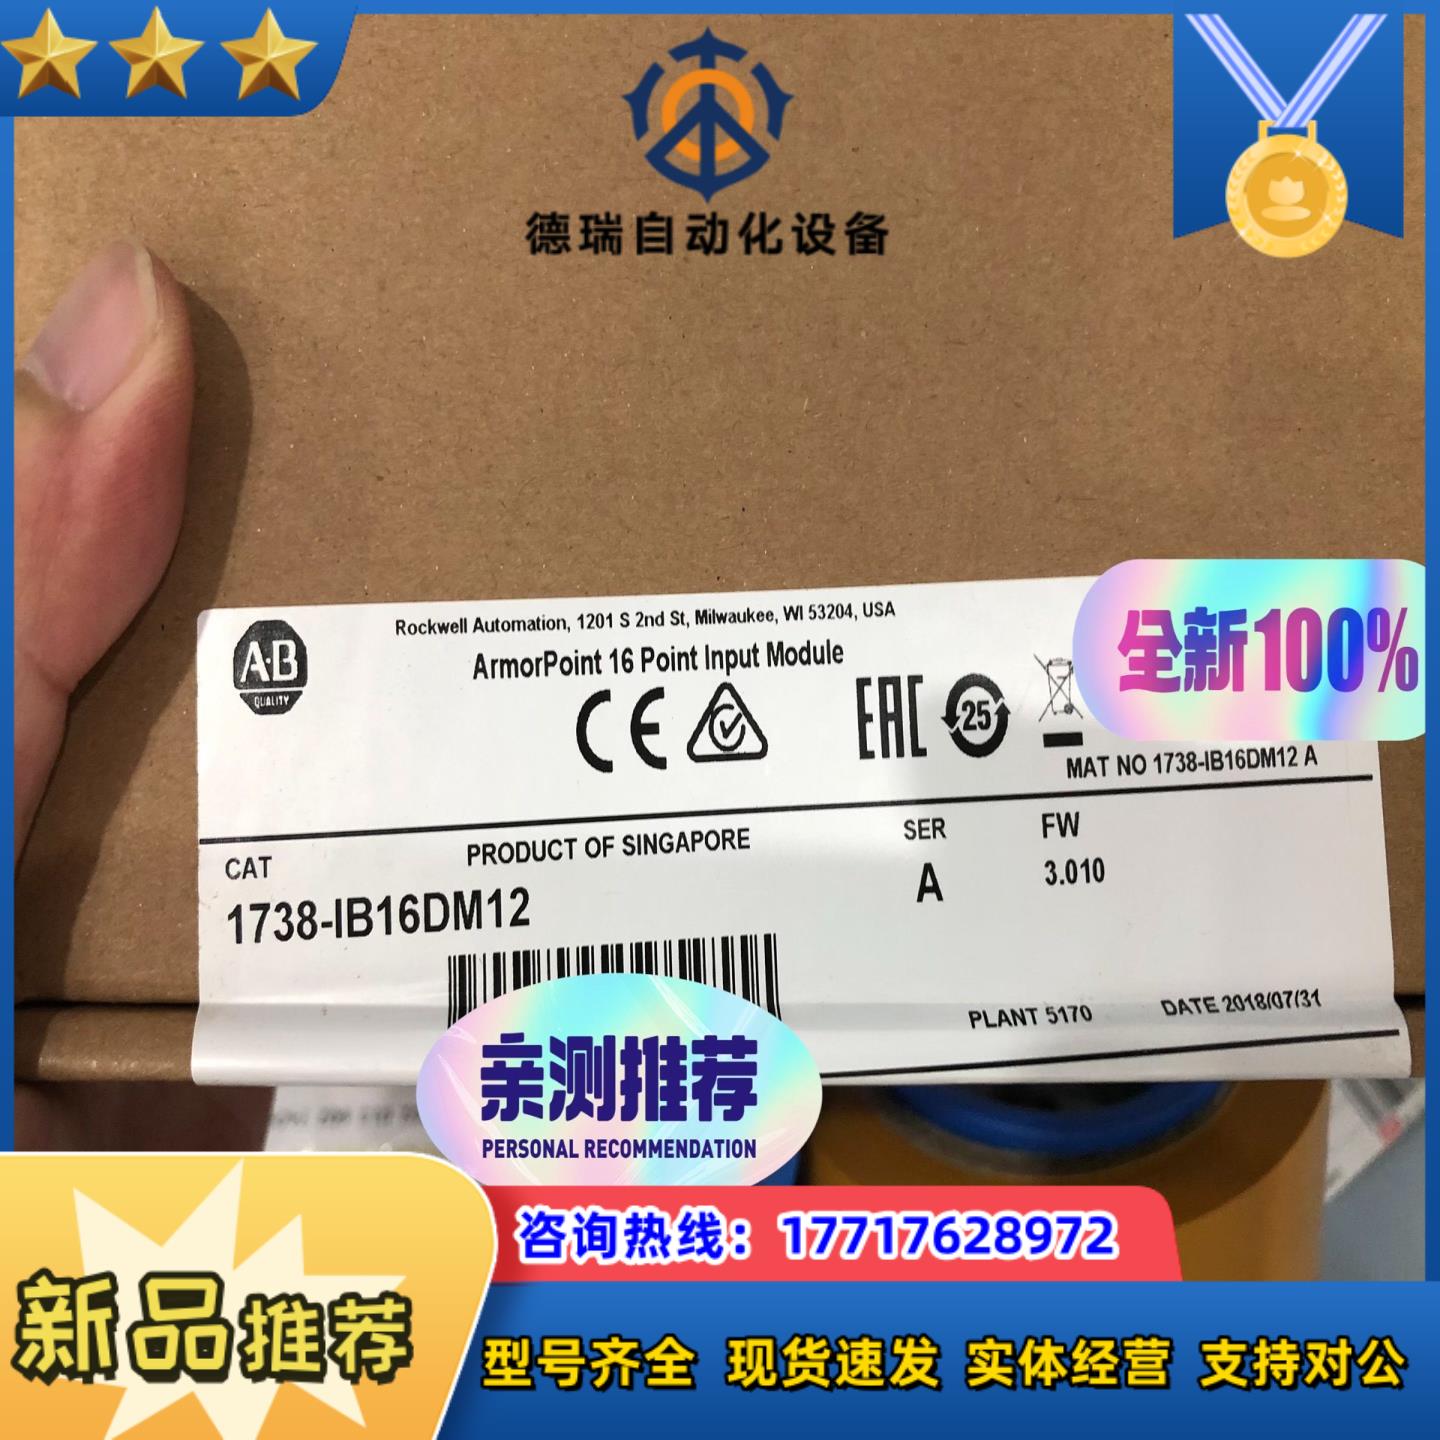 德瑞自动化设备
Rockwell Automation, 1201 S 2nd St, Milwaukee, WI 53204, USA
ArmorPoint 16 Point Input Module
A·B
QUALITY
CE
EAC
25
全新100%
MAT NO 1738-IB16DM12 A
CAT
PRODUCT OF SINGAPORE
SER
FW
1738-IB16DM12
A
3.010
PLANT 5170
DATE 2018/07/31
亲测推荐
PERSONAL RECOMMENDATION
咨询热线：17717628972
新品推荐
型号齐全 现货速发 实体经营 支持对公